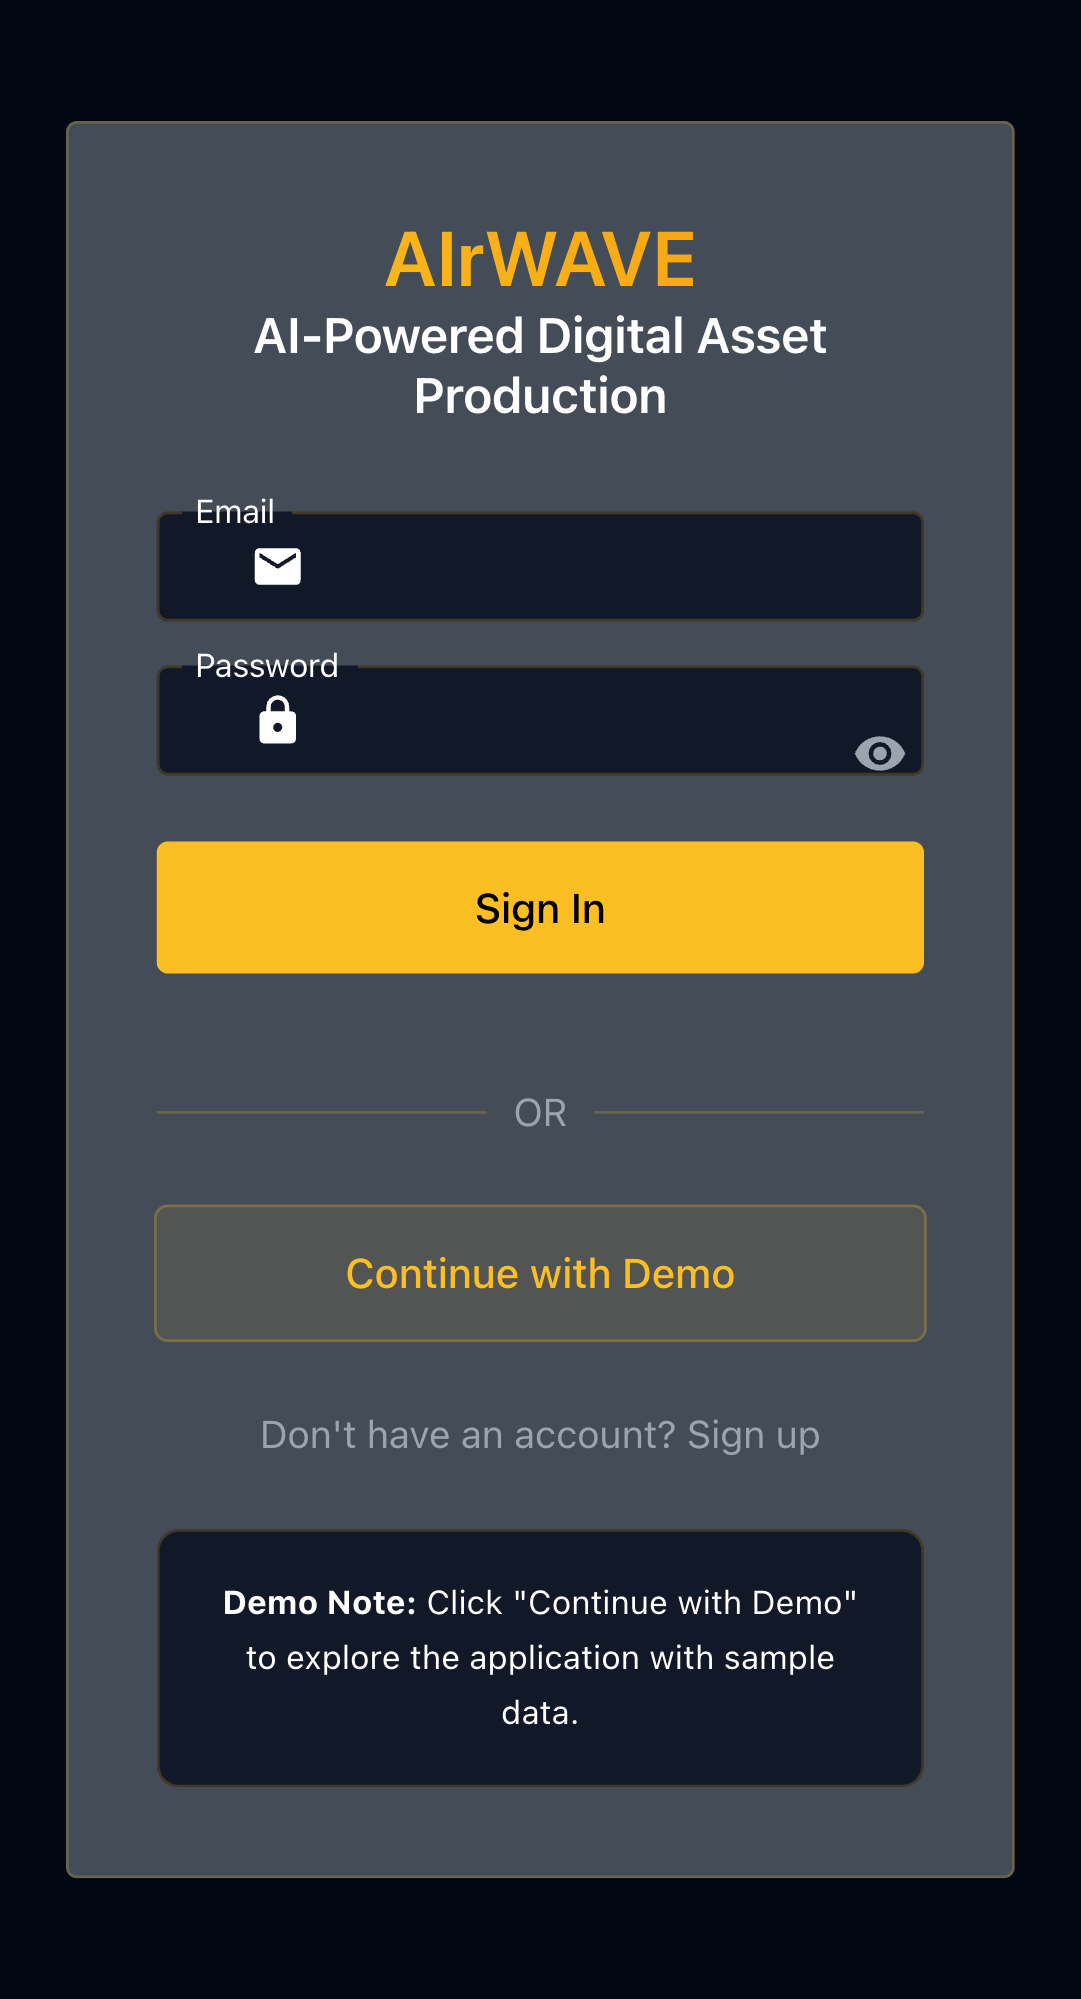 AIrWAVE
AI-Powered Digital Asset
Production
Email
Password
Sign In
OR
Continue with Demo
Don't have an account? Sign up
Demo Note: Click "Continue with Demo"
to explore the application with sample
data.